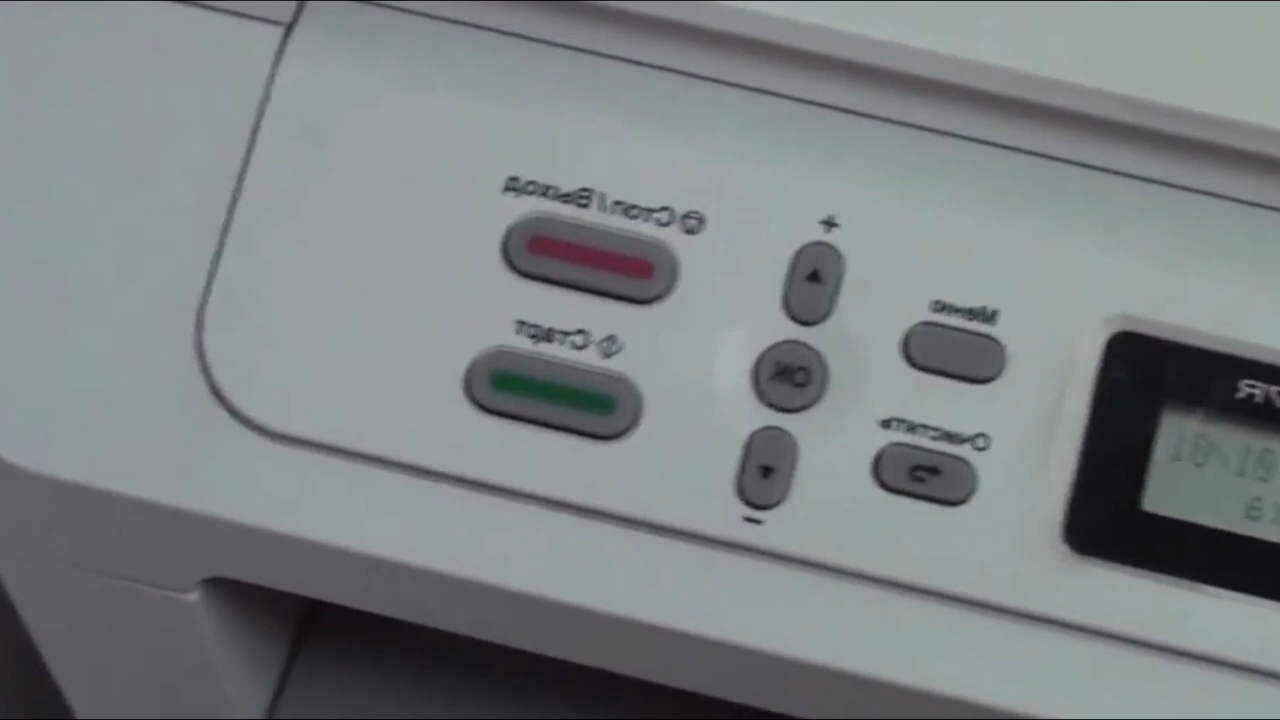 Стоп / Выход
Старт
+
Меню
OK
Очистить
-